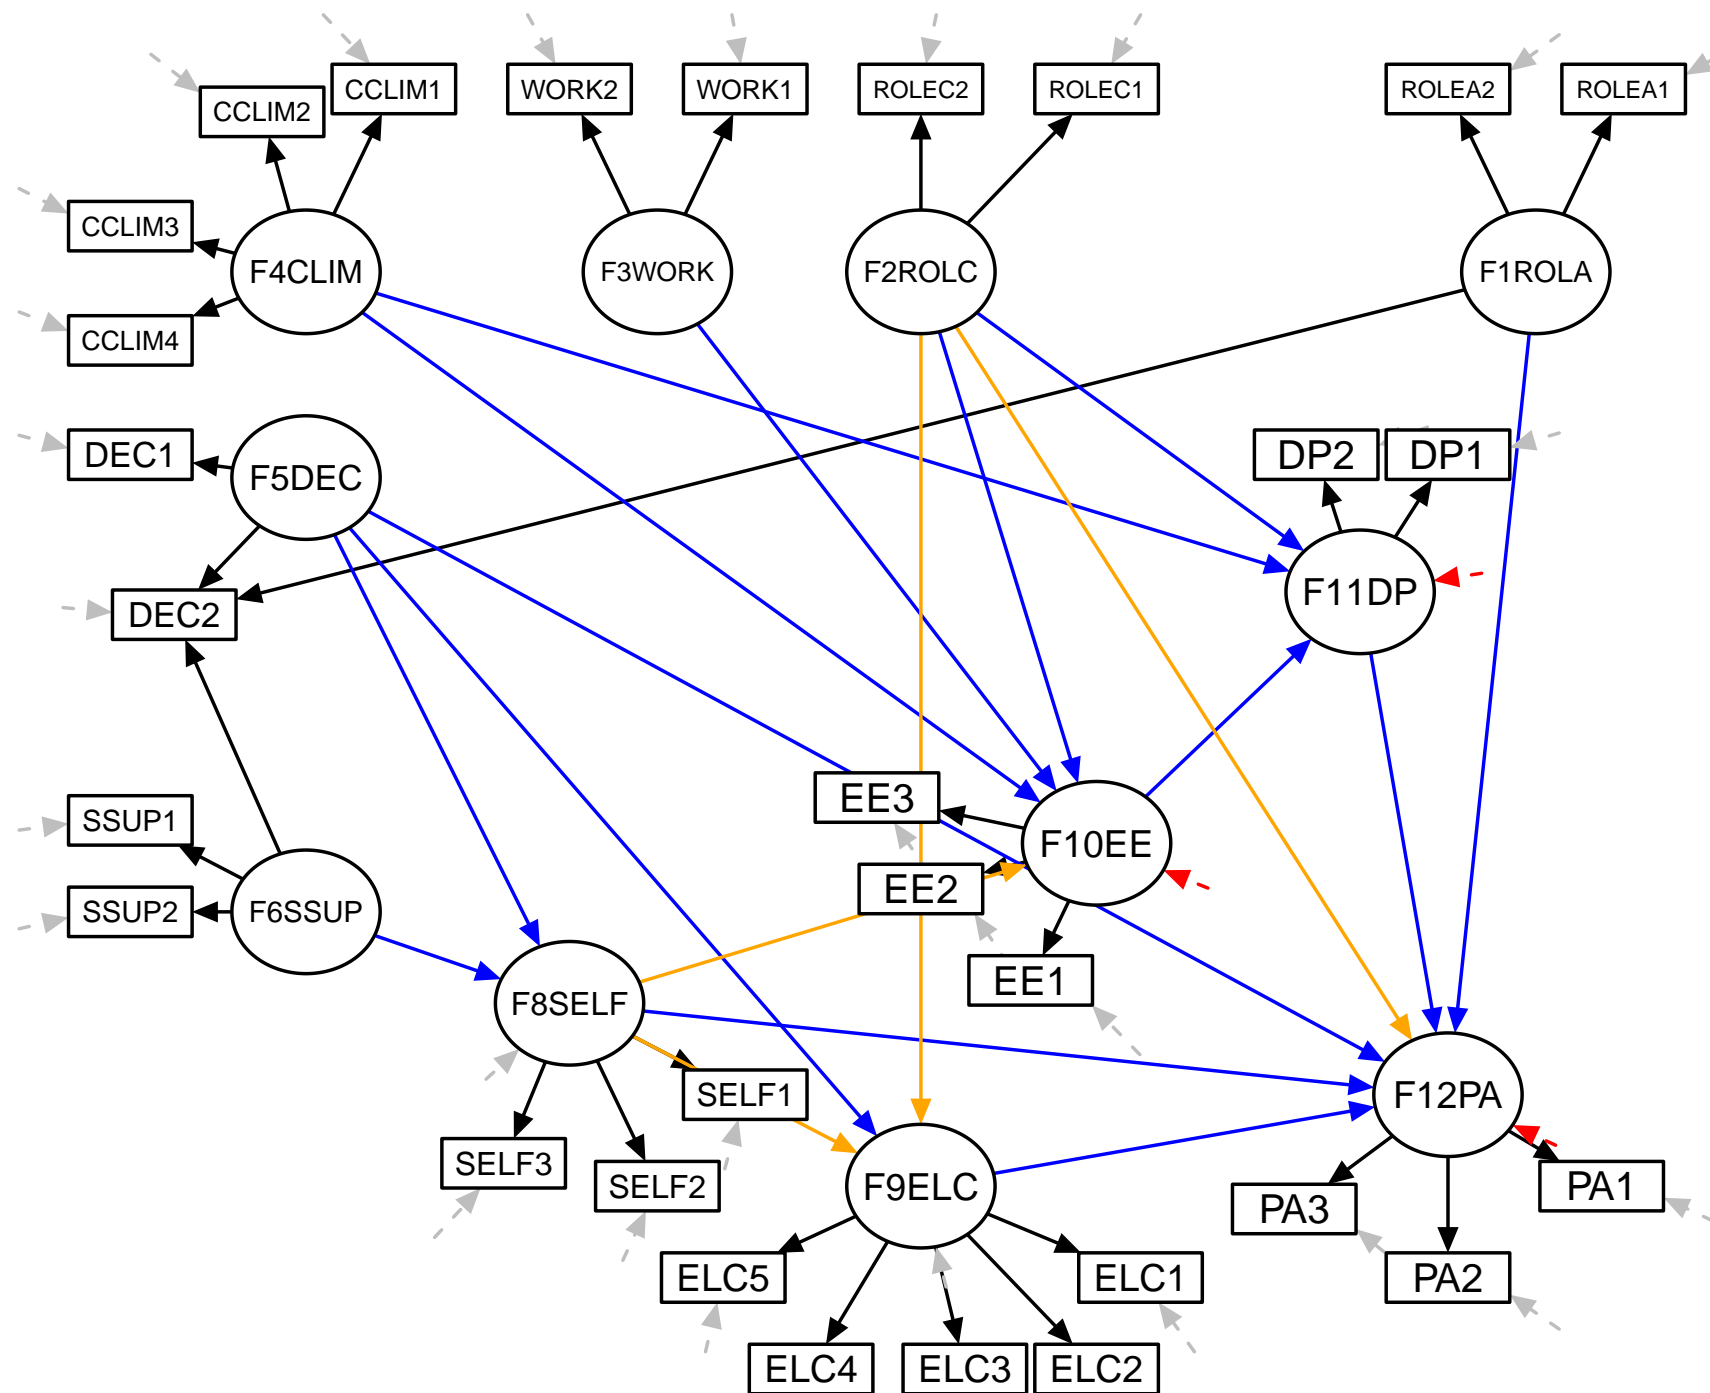 CCLIM1
WORK2
WORK1
ROLEC2
ROLEC1
ROLEA2
ROLEA1
CCLIM2
CCLIM3
F4CLIM
F3WORK
F2ROLC
F1ROLA
CCLIM4
DEC1
F5DEC
DP2
DP1
F11DP
DEC2
EE3
SSUP1
F10EE
EE2
SSUP2
F6SSUP
EE1
F8SELF
SELF1
F12PA
SELF3
SELF2
F9ELC
PA1
PA3
ELC5
ELC1
PA2
ELC4
ELC3
ELC2